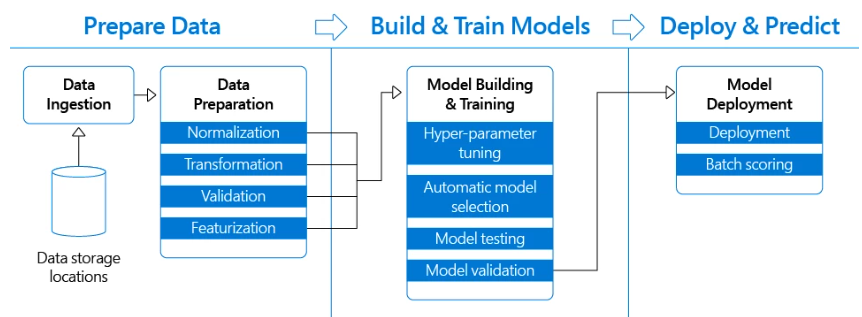 Prepare Data
Build & Train Models
Deploy & Predict
Data
Ingestion
Data storage
locations
Data
Preparation
Normalization
Transformation
Validation
Featurization
Model Building
& Training
Hyper-parameter
tuning
Automatic model
selection
Model testing
Model validation
Model
Deployment
Deployment
Batch scoring